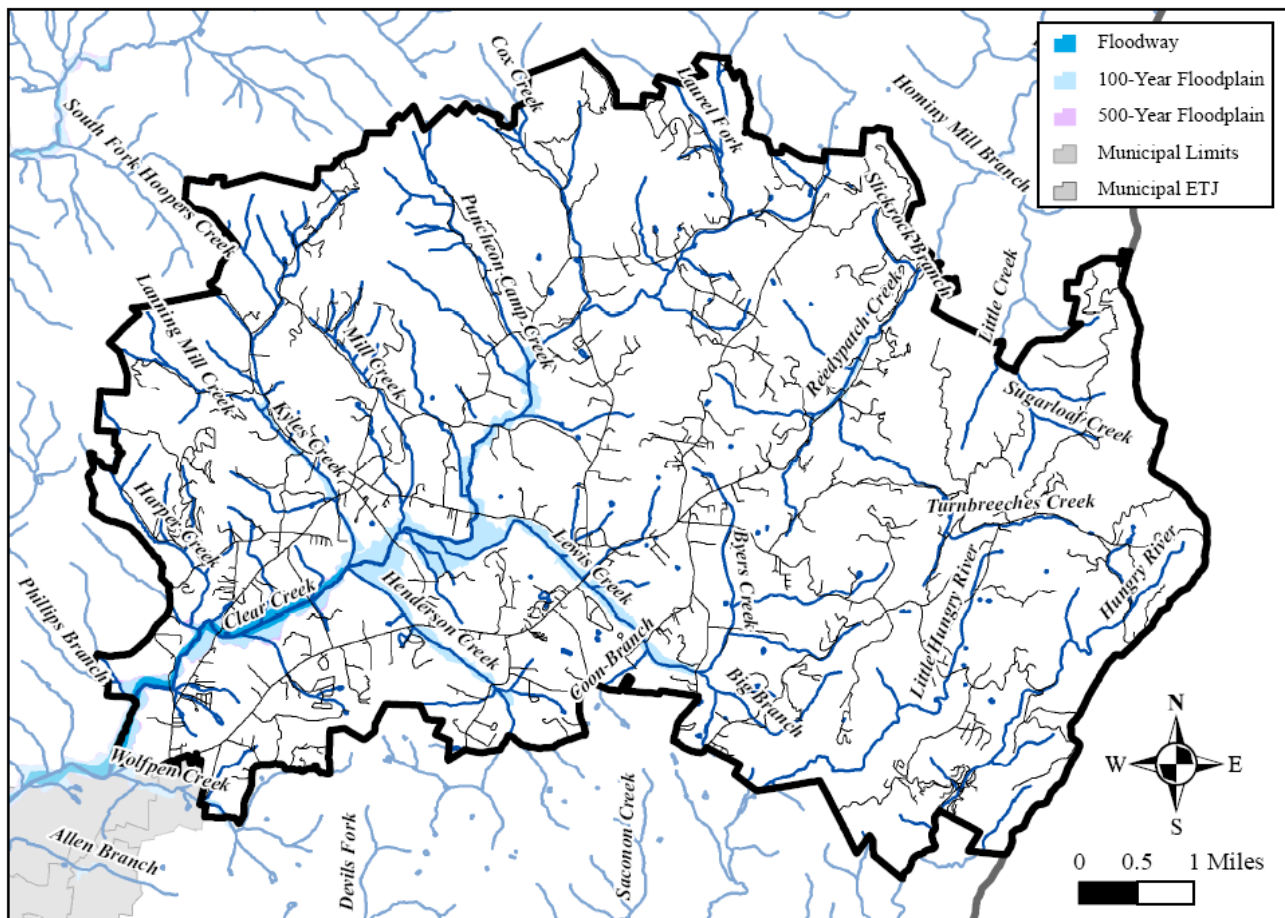 Floodway
100-Year Floodplain
500-Year Floodplain
Municipal Limits
Municipal ETJ
Cox Creek
Laurel Fork
Hominy Mill Branch
South Fork Hoopers Creek
Slickrock Branch
Puncheon Camp Creek
Little Creek
Lanning Mill Creek
Mill Creek
Reedypatch Creek
Kyles Creek
Sugarloaf Creek
Harper Creek
Turnbreeches Creek
Lewis Creek
Byers Creek
Hungry River
Clear Creek
Henderson Creek
Little Hungry River
Phillips Branch
Coon Branch
Big Branch
Wolfpen Creek
Allen Branch
Devils Fork
Saconon Creek
N
W
E
S
0 0.5 1 Miles